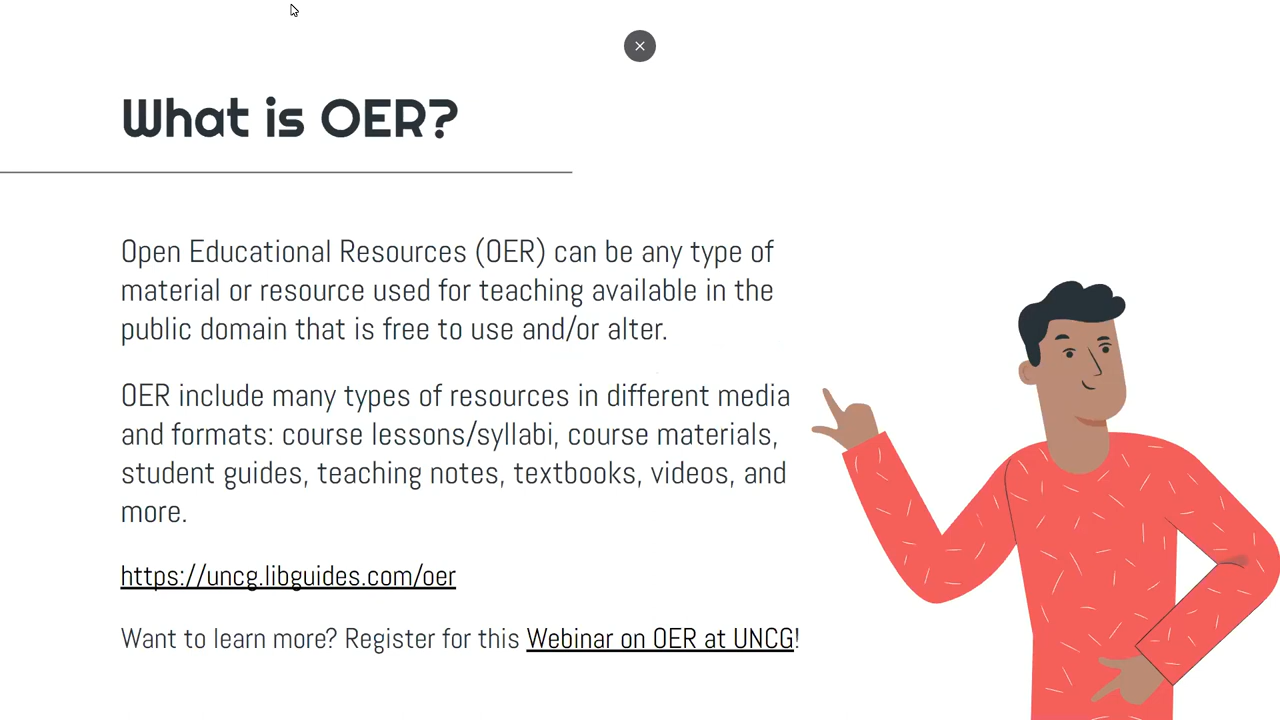 What is OER?
Open Educational Resources (OER) can be any type of
material or resource used for teaching available in the
public domain that is free to use and/or alter.
OER include many types of resources in different media
and formats: course lessons/syllabi, course materials,
student guides, teaching notes, textbooks, videos, and
more.
https://uncg.libguides.com/oer
Want to learn more? Register for this Webinar on OER at UNCG!